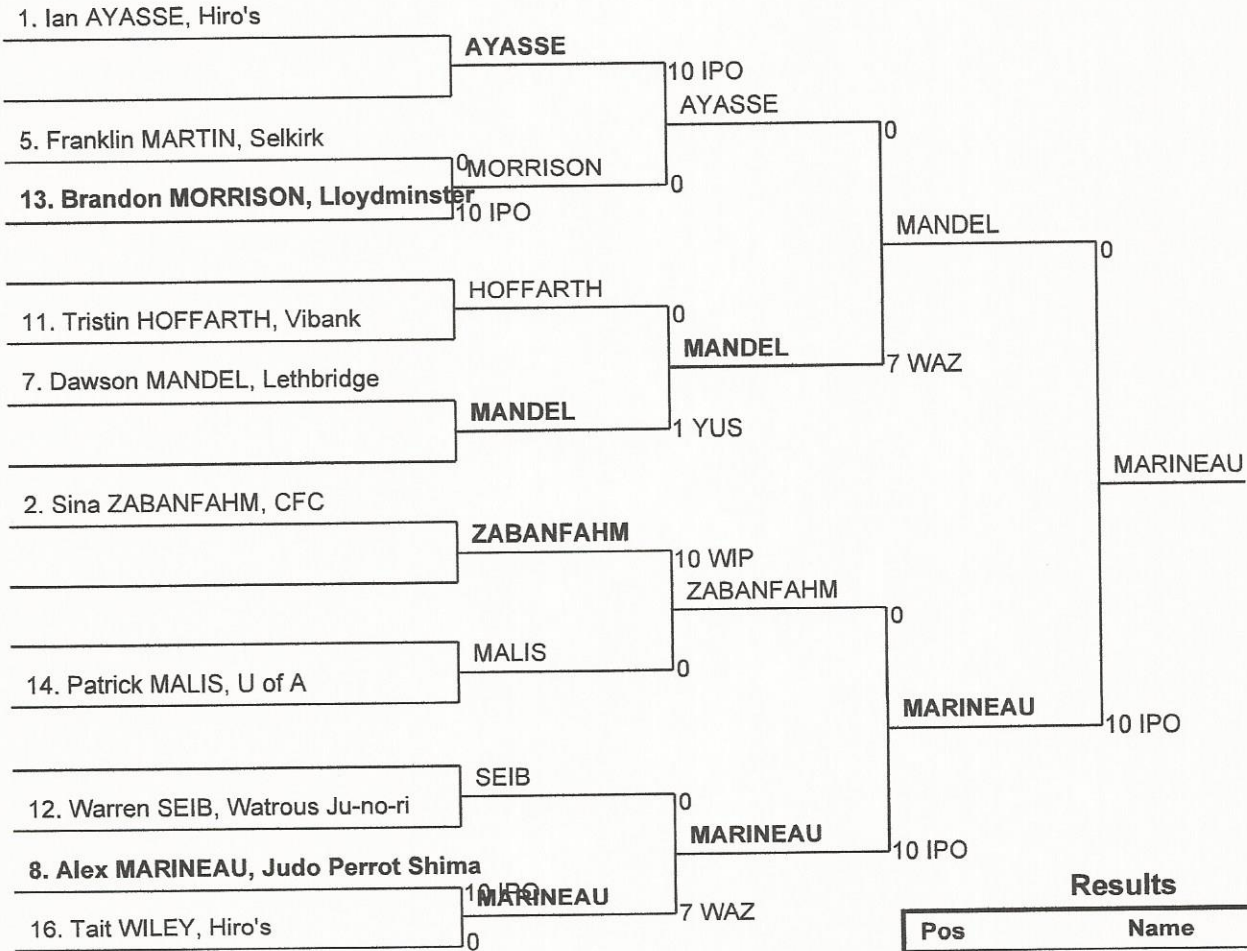 1. Ian AYASSE, Hiro's
AYASSE
10 IPO
AYASSE
0
5. Franklin MARTIN, Selkirk
0
MORRISON
0
13. Brandon MORRISON, Lloydminster
10 IPO
MANDEL
0
HOFFARTH
0
11. Tristin HOFFARTH, Vibank
MANDEL
7 WAZ
7. Dawson MANDEL, Lethbridge
MANDEL
1 YUS
MARINEAU
2. Sina ZABANFAHM, CFC
ZABANFAHM
10 WIP
ZABANFAHM
0
MALIS
0
14. Patrick MALIS, U of A
MARINEAU
10 IPO
SEIB
0
12. Warren SEIB, Watrous Ju-no-ri
MARINEAU
10 IPO
8. Alex MARINEAU, Judo Perrot Shima
10 IPO
MARINEAU
7 WAZ
16. Tait WILEY, Hiro's
0
Results
Pos Name